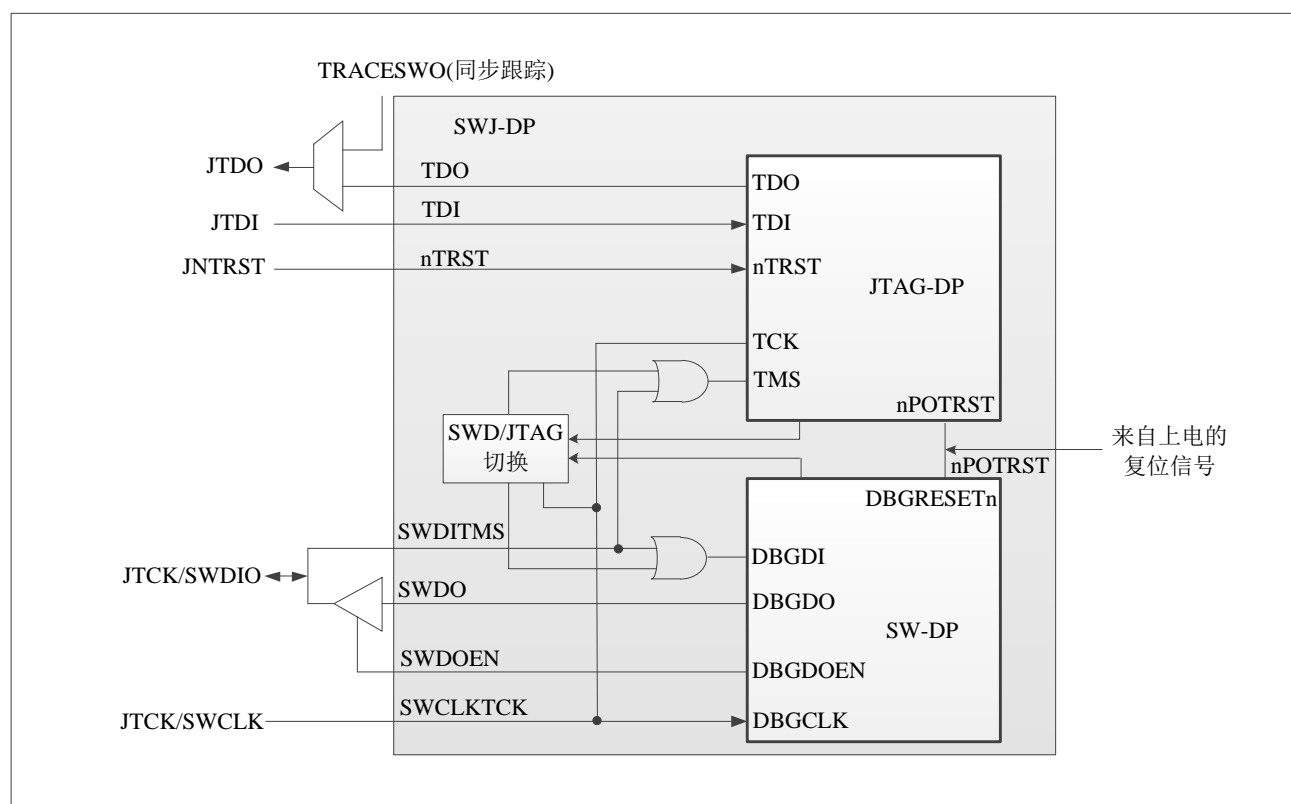 TRACESWO(同步跟踪)
SWJ-DP
JTDO
TDO
TDO
JTDI
TDI
TDI
JNTRST
nTRST
nTRST
JTAG-DP
TCK
TMS
nPOTRST
SWD/JTAG
切换
来自上电的
复位信号
nPOTRST
DBGRESETn
SWDITMS
DBGDI
JTCK/SWDIO
SWDO
DBGDO
SW-DP
SWDOEN
DBGDOEN
JTCK/SWCLK
SWCLKTCK
DBGCLK